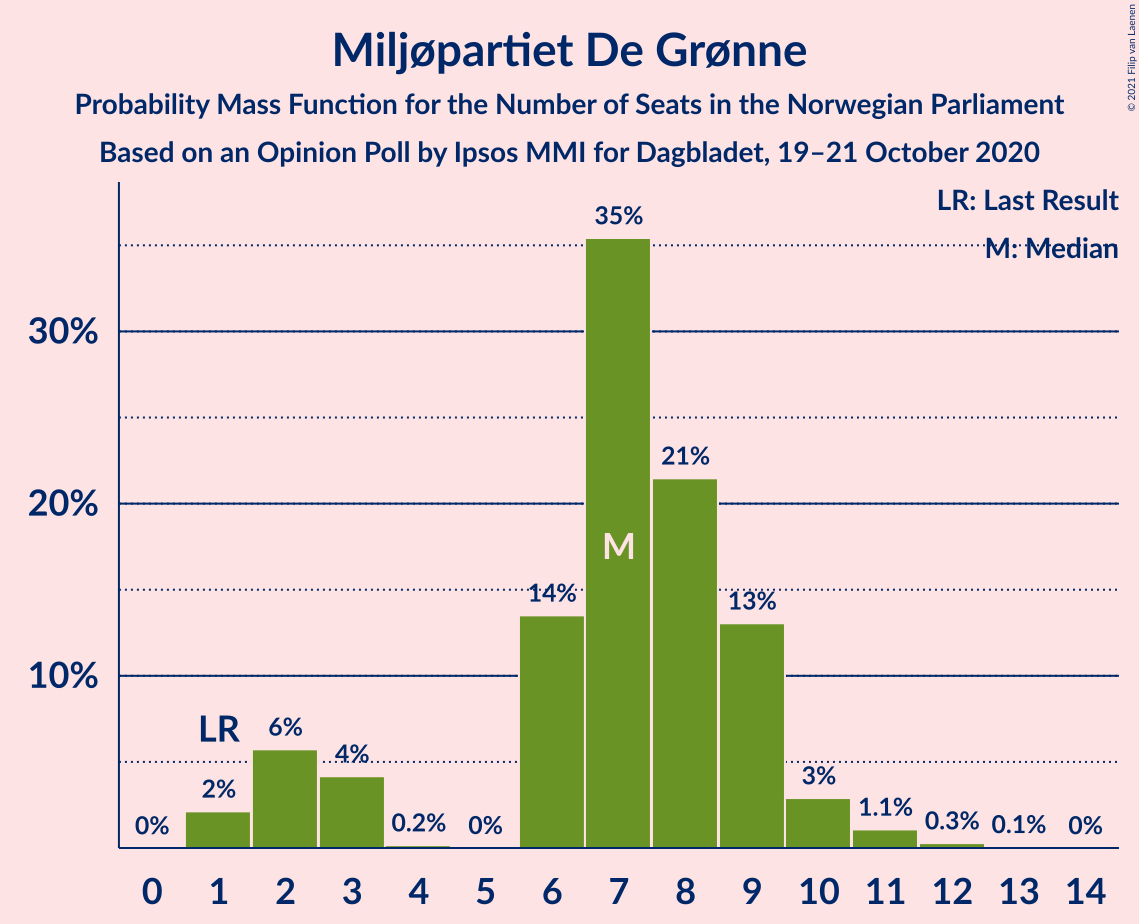 Miljøpartiet De Grønne
Probability Mass Function for the Number of Seats in the Norwegian Parliament
Based on an Opinion Poll by Ipsos MMI for Dagbladet, 19–21 October 2020
© 2021 Filip van Laenen
LR: Last Result
M: Median
30%
20%
10%
0%
LR
2%
6%
4%
0.2%
0%
14%
35%
M
21%
13%
3%
1.1%
0.3%
0.1%
0%
0 1 2 3 4 5 6 7 8 9 10 11 12 13 14